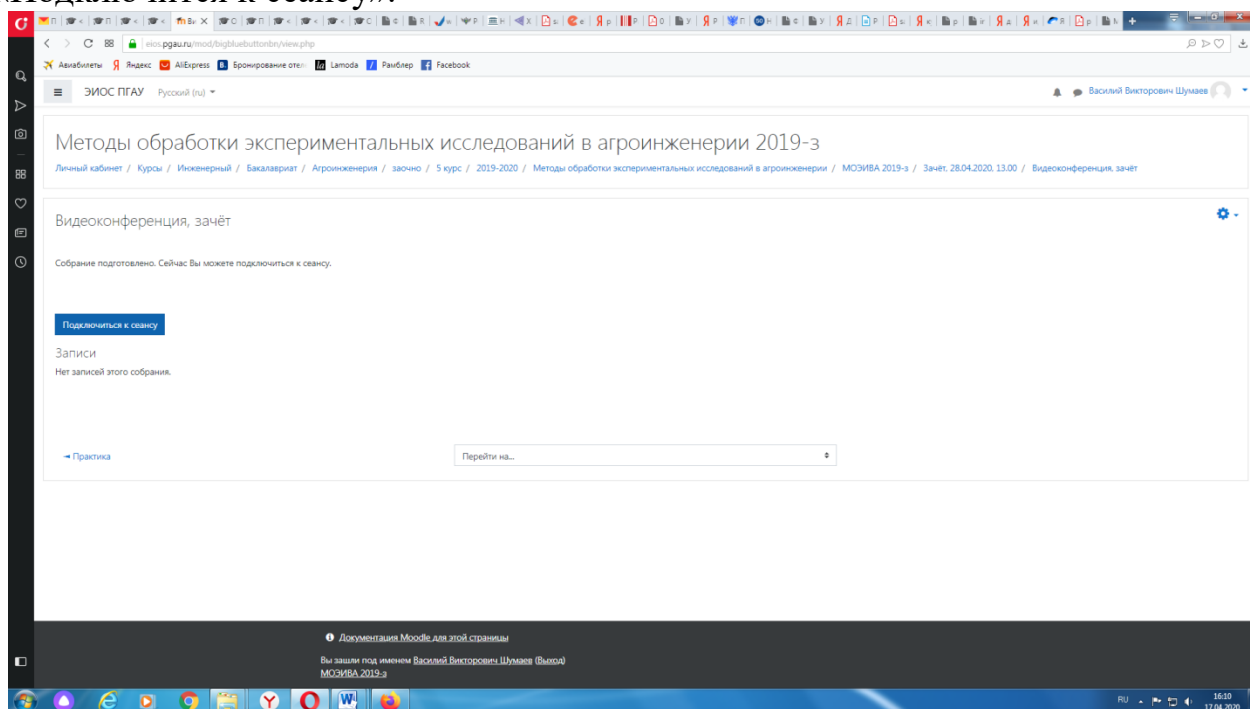 «Подключится к сеансу».
eios.pgau.ru/mod/bigbluebuttonbn/view.php
Авиабилеты Яндекс AliExpress Бронирование отел Lamoda Рамблер Facebook
ЭИОС ПГАУ Русский (ru) Василий Викторович Шумаев
Методы обработки экспериментальных исследований в агроинженерии 2019-з
Личный кабинет / Курсы / Инженерный / Бакалавриат / Агроинженерия / заочно / 5 курс / 2019-2020 / Методы обработки экспериментальных исследований в агроинженерии / МОЭИВА 2019-з / Зачёт, 28.04.2020, 13.00 / Видеоконференция, зачёт
Видеоконференция, зачёт
Собрание подготовлено. Сейчас Вы можете подключиться к сеансу.
Подключиться к сеансу
Записи
Нет записей этого собрания.
Практика
Перейти на...
Документация Moodle для этой страницы
Вы зашли под именем Василий Викторович Шумаев (Выход)
МОЭИВА 2019-з
RU 16:10
17.04.2020